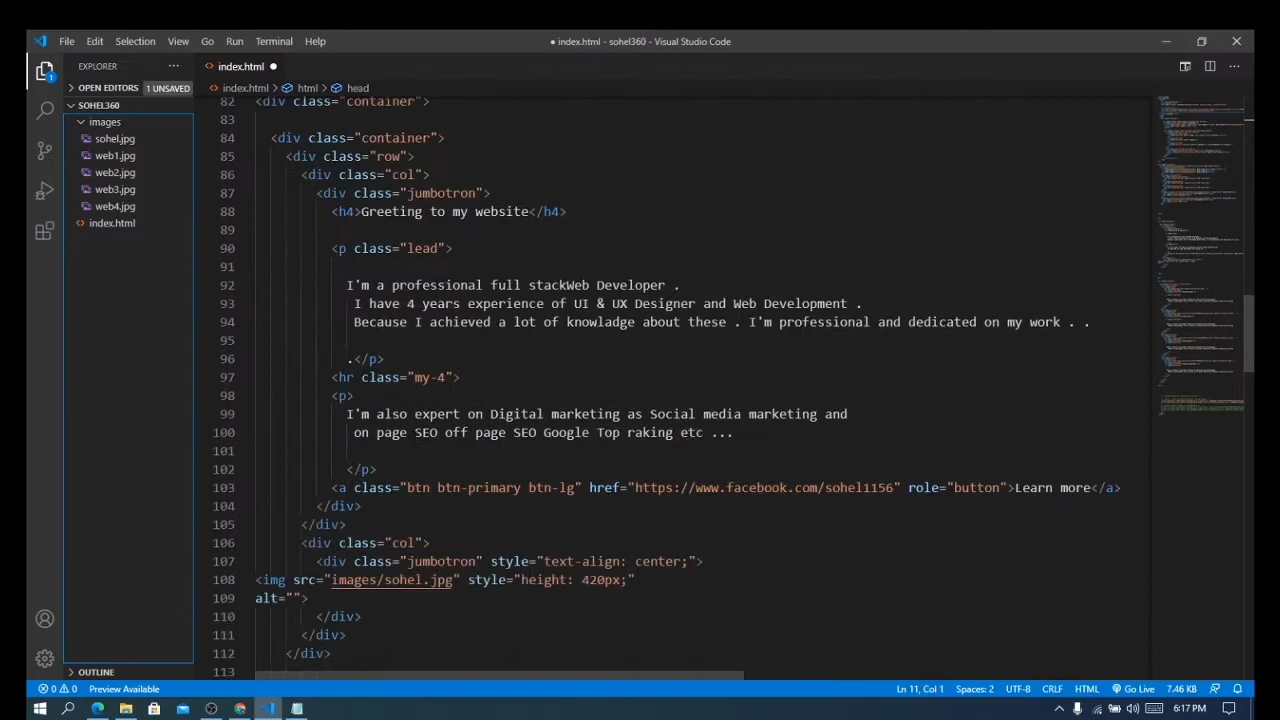 File Edit Selection View Go Run Terminal Help
● index.html - sohel360 - Visual Studio Code
EXPLORER
index.html
OPEN EDITORS 1 UNSAVED
index.html > html > head
SOHEL360
images
sohel.jpg
web1.jpg
web2.jpg
web3.jpg
web4.jpg
index.html
1
82 <div class="container">
83
84 <div class="container">
85 <div class="row">
86 <div class="col">
87 <div class="jumbotron">
88 <h4>Greeting to my website</h4>
89
90 <p class="lead">
91
92 I'm a professional full stackWeb Developer .
93 I have 4 years experience of UI & UX Designer and Web Development .
94 Because I achieved a lot of knowladge about these . I'm professional and dedicated on my work . .
95
96 .</p>
97 <hr class="my-4">
98 <p>
99 I'm also expert on Digital marketing as Social media marketing and
100 on page SEO off page SEO Google Top raking etc ...
101
102 </p>
103 <a class="btn btn-primary btn-lg" href="https://www.facebook.com/sohel1156" role="button">Learn more</a>
104 </div>
105 </div>
106 <div class="col">
107 <div class="jumbotron" style="text-align: center;">
108 <img src="images/sohel.jpg" style="height: 420px;"
109 alt="">
110 </div>
111 </div>
112 </div>
113
OUTLINE
0 0 Preview Available
Ln 11, Col 1 Spaces: 2 UTF-8 CRLF HTML Go Live 7.46 KB
6:17 PM